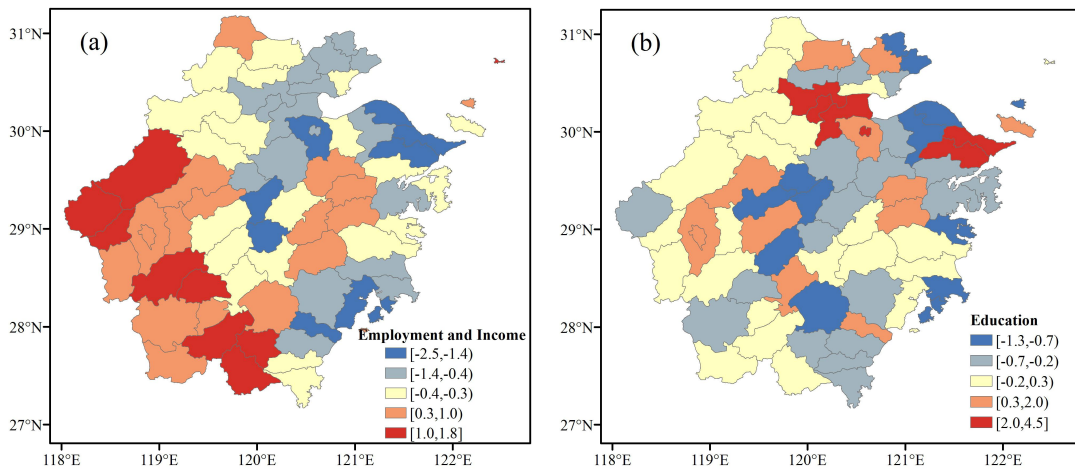 (a)
31°N
30°N
29°N
28°N
27°N
118°E
119°E
120°E
121°E
122°E
Employment and Income
[-2.5,-1.4)
[-1.4,-0.4)
[-0.4,-0.3)
[0.3,1.0)
[1.0,1.8]
(b)
31°N
30°N
29°N
28°N
27°N
118°E
119°E
120°E
121°E
122°E
Education
[-1.3,-0.7)
[-0.7,-0.2)
[-0.2,0.3)
[0.3,2.0)
[2.0,4.5]